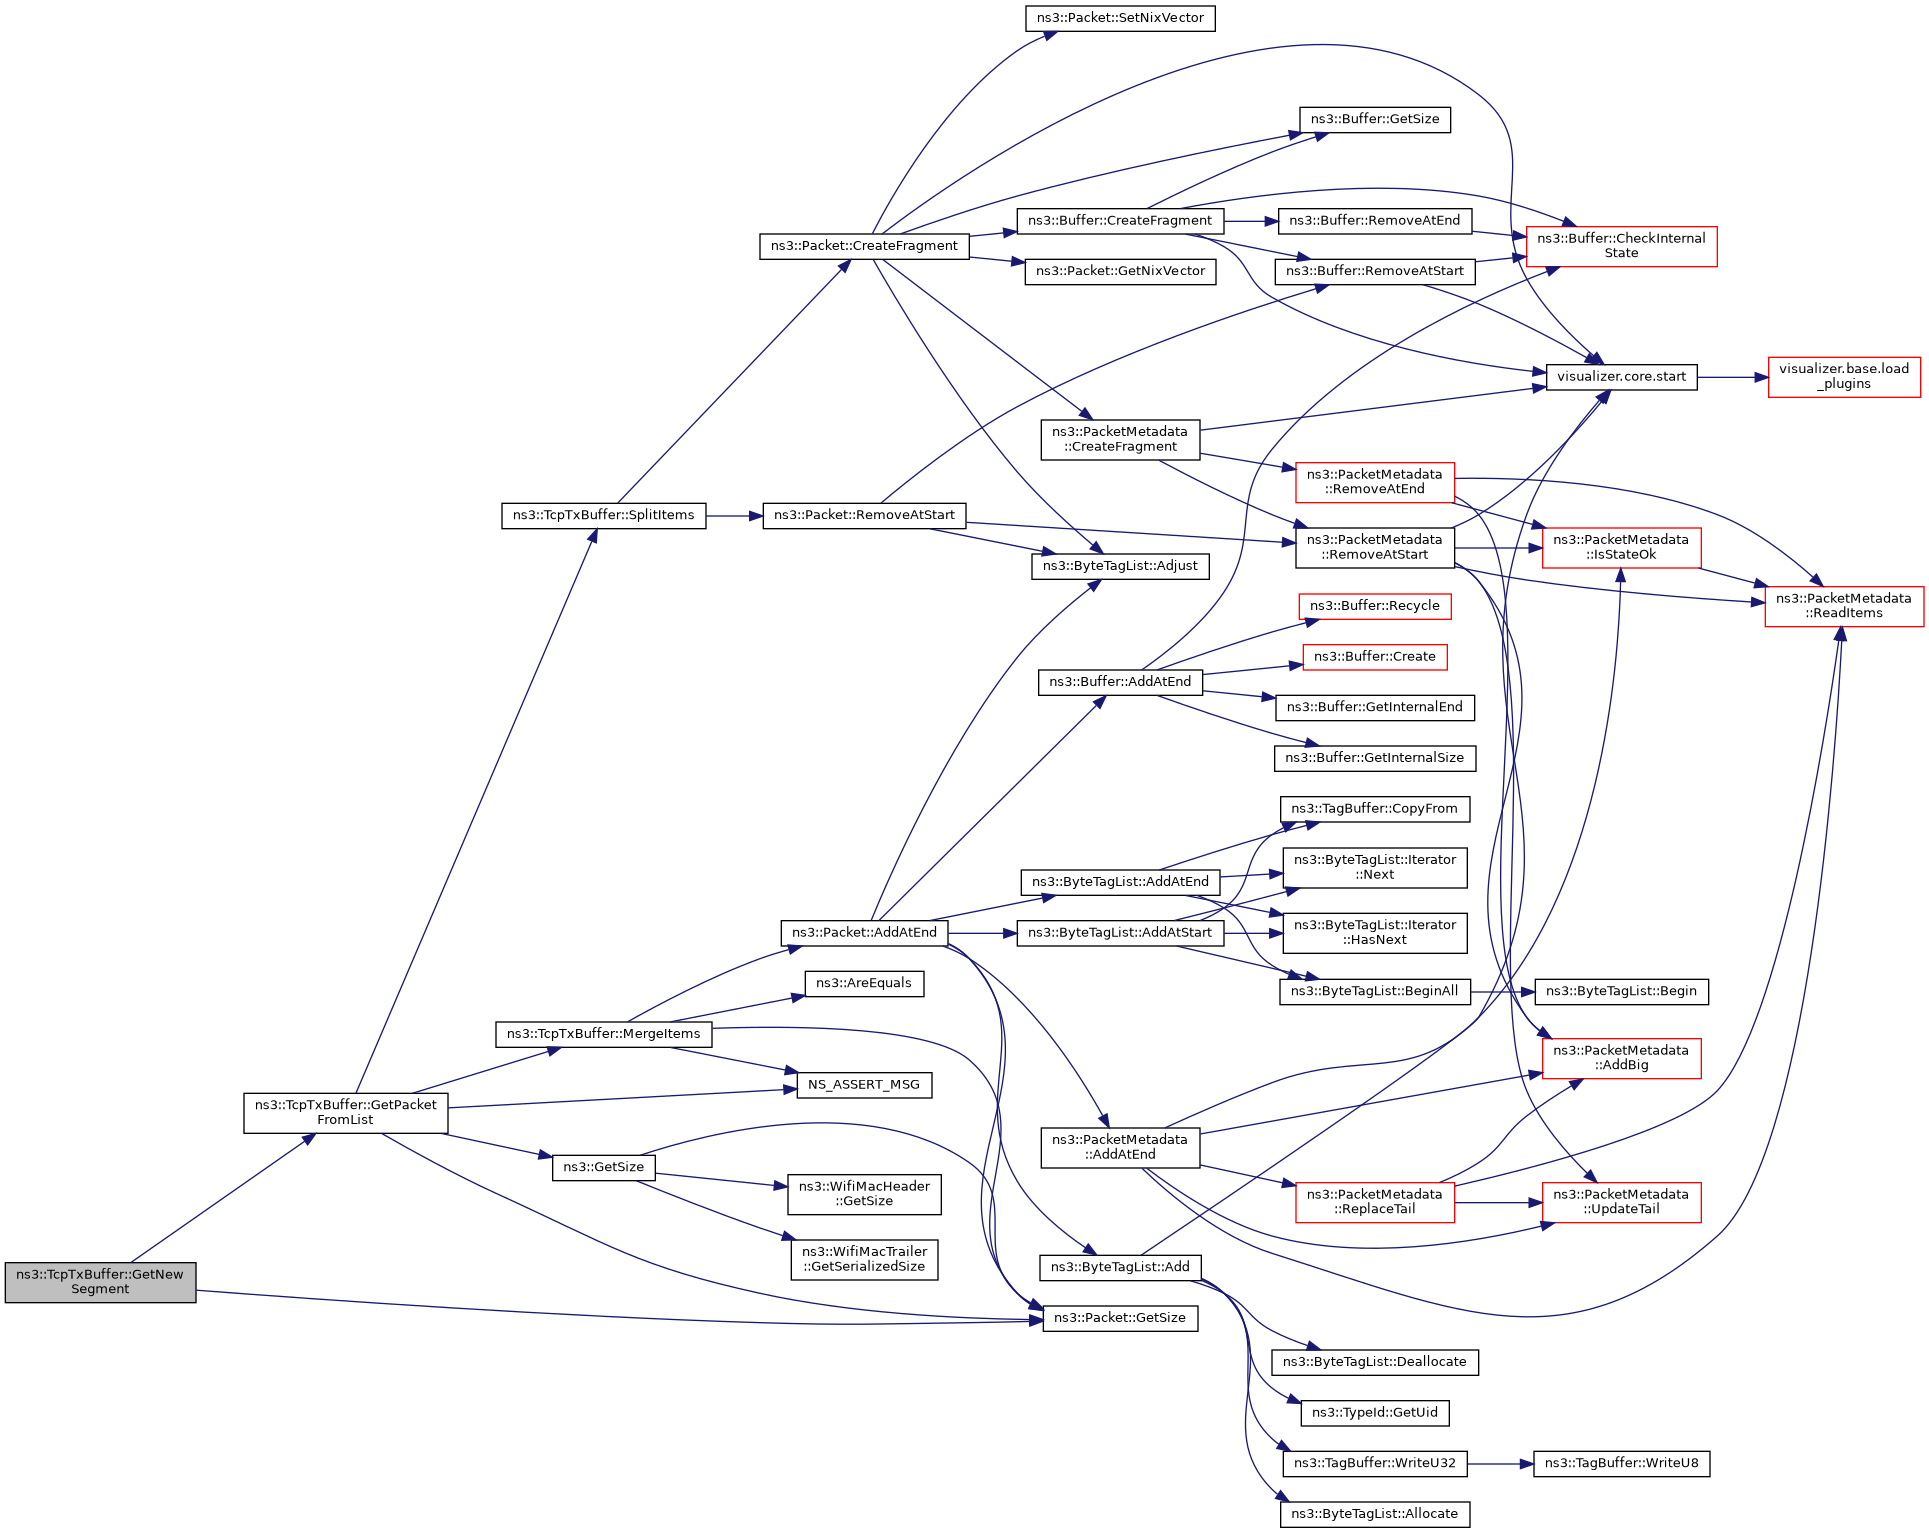 ns3::Packet::SetNixVector
ns3::Buffer::GetSize
ns3::Buffer::CreateFragment
ns3::Buffer::RemoveAtEnd
ns3::Buffer::CheckInternal
State
ns3::Packet::CreateFragment
ns3::Packet::GetNixVector
ns3::Buffer::RemoveAtStart
visualizer.core.start
visualizer.base.load
_plugins
ns3::PacketMetadata
::CreateFragment
ns3::PacketMetadata
::RemoveAtEnd
ns3::TcpTxBuffer::SplitItems
ns3::Packet::RemoveAtStart
ns3::PacketMetadata
::RemoveAtStart
ns3::PacketMetadata
::IsStateOk
ns3::ByteTagList::Adjust
ns3::PacketMetadata
::ReadItems
ns3::Buffer::Recycle
ns3::Buffer::Create
ns3::Buffer::AddAtEnd
ns3::Buffer::GetInternalEnd
ns3::Buffer::GetInternalSize
ns3::TagBuffer::CopyFrom
ns3::ByteTagList::Iterator
::Next
ns3::ByteTagList::AddAtEnd
ns3::Packet::AddAtEnd
ns3::ByteTagList::AddAtStart
ns3::ByteTagList::Iterator
::HasNext
ns3::AreEquals
ns3::ByteTagList::BeginAll
ns3::ByteTagList::Begin
ns3::TcpTxBuffer::MergeItems
ns3::PacketMetadata
::AddBig
NS_ASSERT_MSG
ns3::TcpTxBuffer::GetPacket
FromList
ns3::PacketMetadata
::AddAtEnd
ns3::GetSize
ns3::WifiMacHeader
::GetSize
ns3::PacketMetadata
::ReplaceTail
ns3::PacketMetadata
::UpdateTail
ns3::WifiMacTrailer
::GetSerializedSize
ns3::TcpTxBuffer::GetNew
Segment
ns3::ByteTagList::Add
ns3::Packet::GetSize
ns3::ByteTagList::Deallocate
ns3::TypeId::GetUid
ns3::TagBuffer::WriteU32
ns3::TagBuffer::WriteU8
ns3::ByteTagList::Allocate